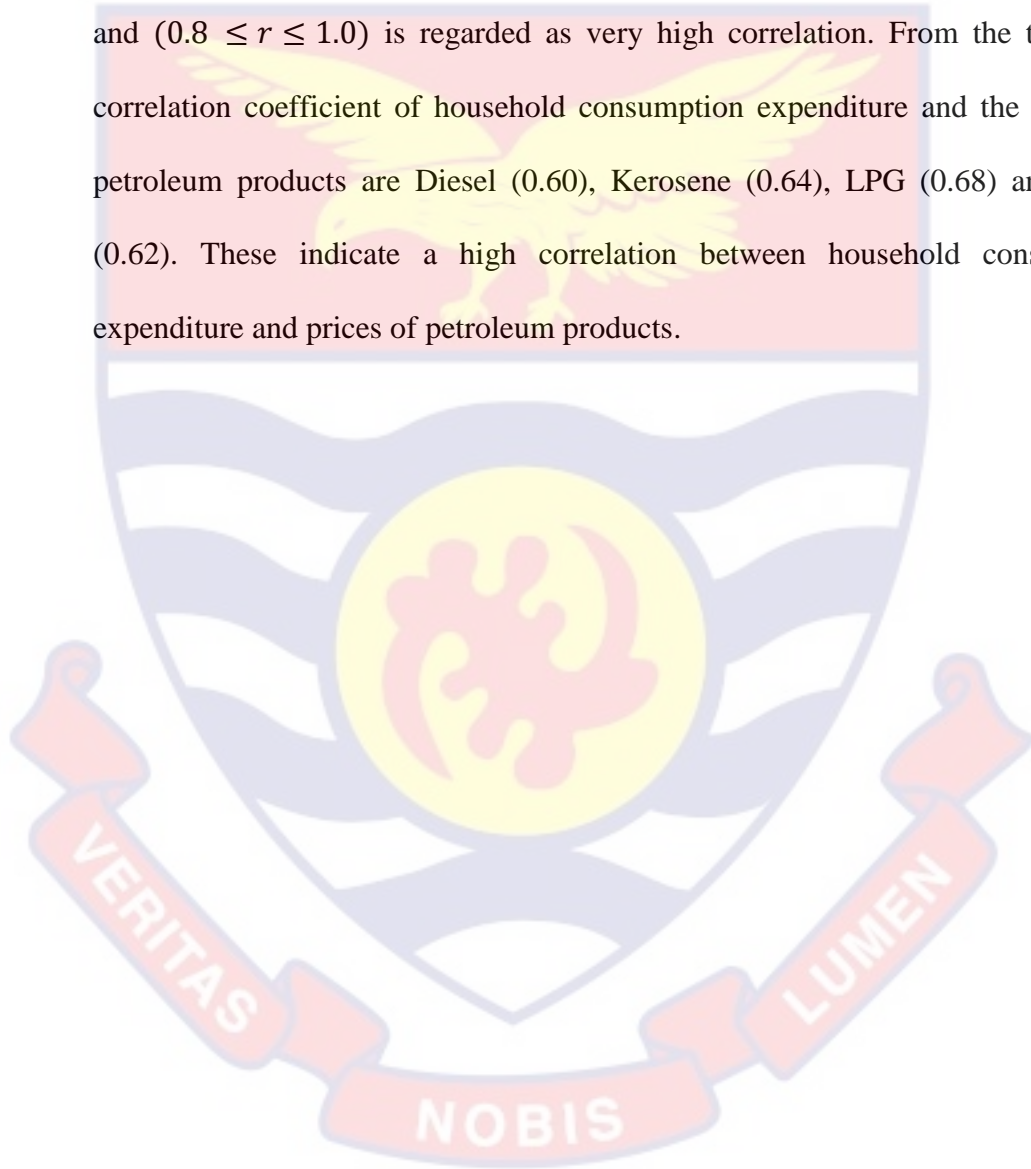 and (0.8 ≤ r ≤ 1.0) is regarded as very high correlation. From the t
correlation coefficient of household consumption expenditure and the
petroleum products are Diesel (0.60), Kerosene (0.64), LPG (0.68) a
(0.62). These indicate a high correlation between household cons
expenditure and prices of petroleum products.
VERITAS
NOBIS
LUMEN